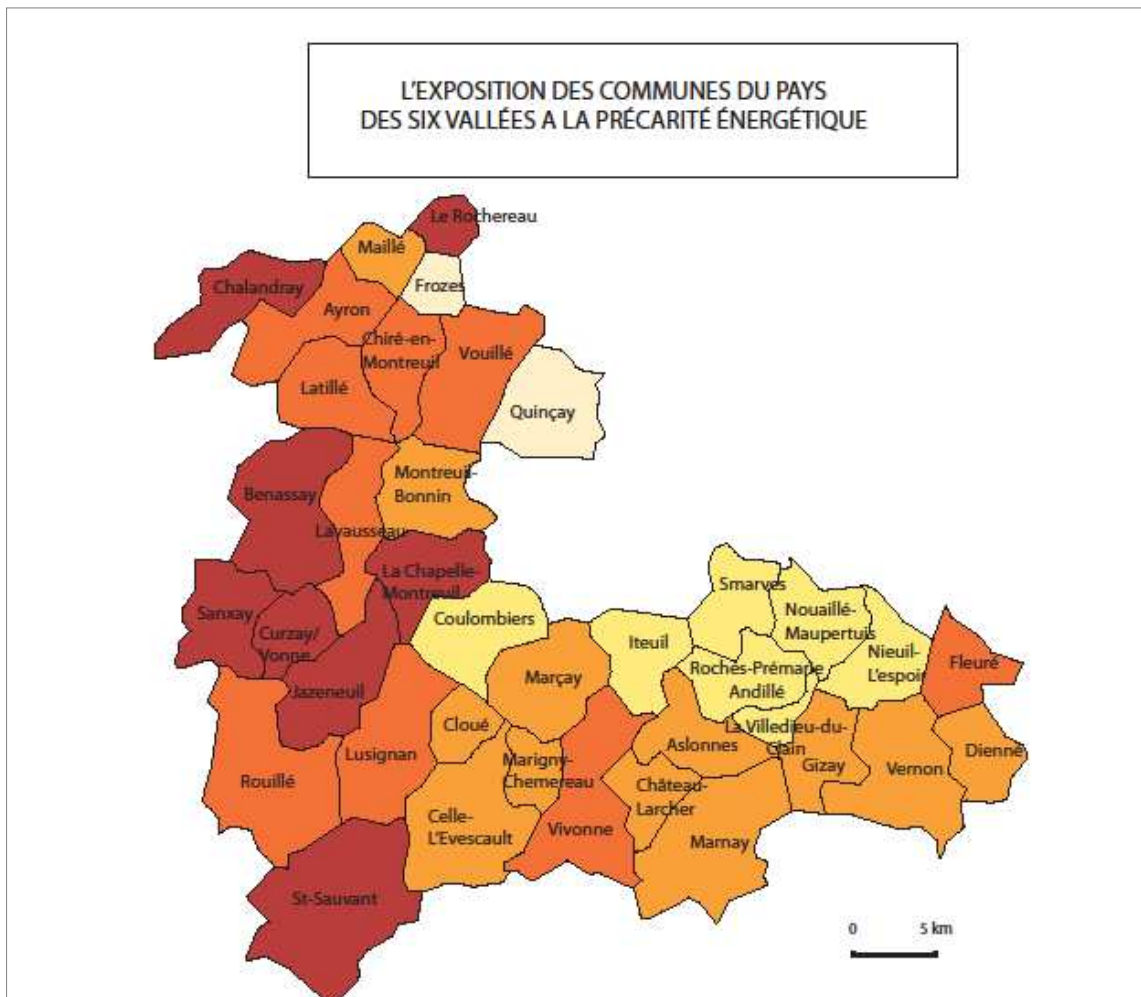 L'EXPOSITION DES COMMUNES DU PAYS
DES SIX VALLÉES A LA PRÉCARITÉ ÉNERGÉTIQUE
Le Rochereau
Maillé
Chalandray
Frozes
Ayron
Chiré-en-
Montreuil
Vouillé
Latillé
Quinçay
Benassay
Montreuil-
Bonnin
Lavausseau
La Chapelle-
Montreuil
Sanxay
Curzay/
Vonne
Coulombiers
Smarves
Nouaillé-
Maupertuis
Iteuil
Nieuil-
L'espoir
Fleuré
Roches-Prémarie
Andillé
Jazeneuil
Marçay
Lusignan
Cloué
La Villedieu-du-
Clain
Aslonnes
Gizay
Vernon
Dienné
Rouillé
Marigny-
Chemereau
Château-
Larcher
Celle-
L'Evescault
Vivonne
Marnay
St-Sauvant
0 5 km